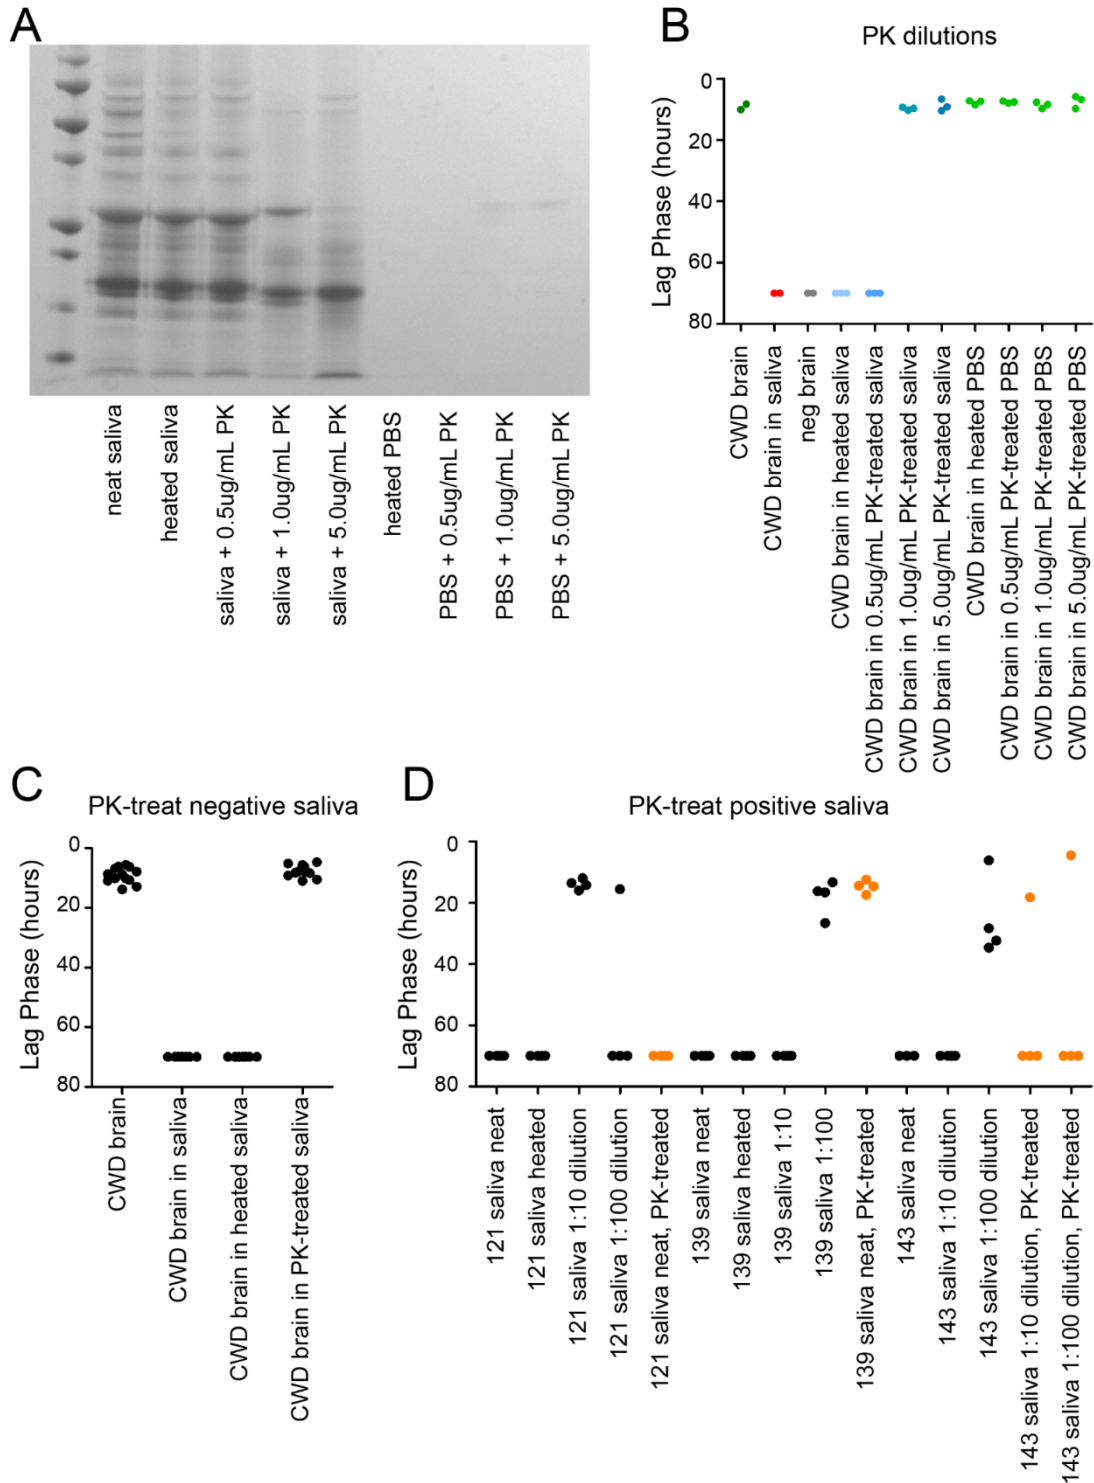 A
neat saliva
heated saliva
saliva + 0.5ug/mL PK
saliva + 1.0ug/mL PK
saliva + 5.0ug/mL PK
heated PBS
PBS + 0.5ug/mL PK
PBS + 1.0ug/mL PK
PBS + 5.0ug/mL PK
B
PK dilutions
Lag Phase (hours)
0
20
40
60
80
CWD brain
CWD brain in saliva
neg brain
CWD brain in heated saliva
CWD brain in 0.5ug/mL PK-treated saliva
CWD brain in 1.0ug/mL PK-treated saliva
CWD brain in 5.0ug/mL PK-treated saliva
CWD brain in heated PBS
CWD brain in 0.5ug/mL PK-treated PBS
CWD brain in 1.0ug/mL PK-treated PBS
CWD brain in 5.0ug/mL PK-treated PBS
C
PK-treat negative saliva
Lag Phase (hours)
0
20
40
60
80
CWD brain
CWD brain in saliva
CWD brain in heated saliva
CWD brain in PK-treated saliva
D
PK-treat positive saliva
Lag Phase (hours)
0
20
40
60
80
121 saliva neat
121 saliva heated
121 saliva 1:10 dilution
121 saliva 1:100 dilution
121 saliva neat, PK-treated
139 saliva neat
139 saliva heated
139 saliva 1:10
139 saliva 1:100
139 saliva neat, PK-treated
143 saliva neat
143 saliva 1:10 dilution
143 saliva 1:100 dilution
143 saliva 1:10 dilution, PK-treated
143 saliva 1:100 dilution, PK-treated